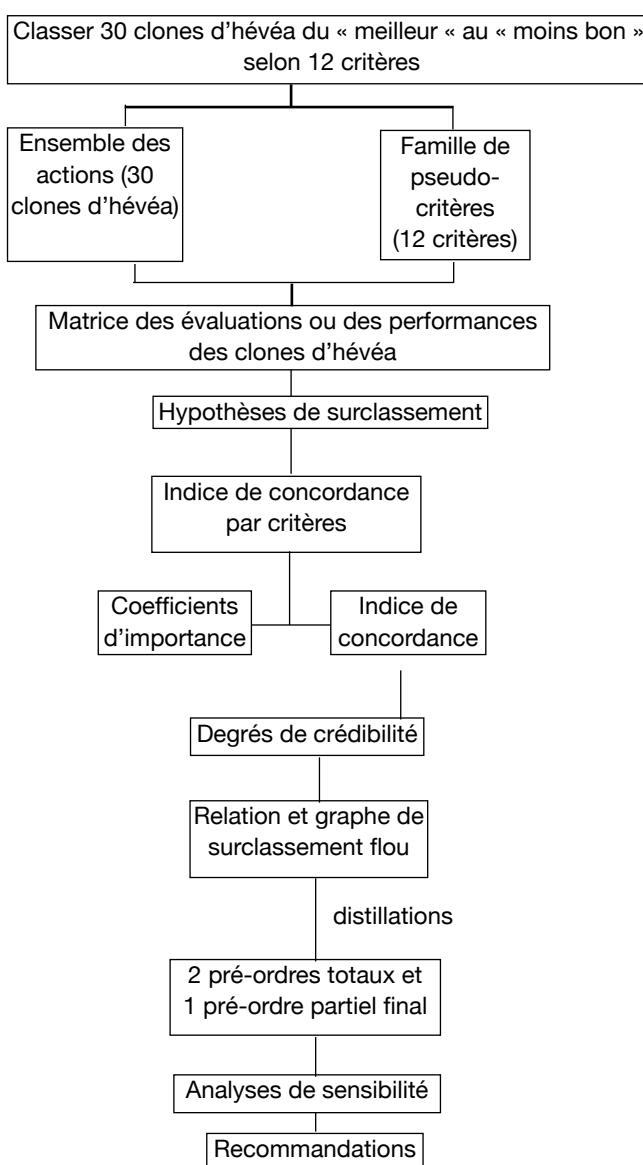 Classer 30 clones d’hévéa du « meilleur « au « moins bon »
selon 12 critères
Ensemble des
actions (30
clones d’hévéa)
Famille de
pseudo-
critères
(12 critères)
Matrice des évaluations ou des performances
des clones d’hévéa
Hypothèses de surclassement
Indice de concordance
par critères
Coefficients
d’importance
Indice de
concordance
Degrés de crédibilité
Relation et graphe de
surclassement flou
distillations
2 pré-ordres totaux et
1 pré-ordre partiel final
Analyses de sensibilité
Recommandations